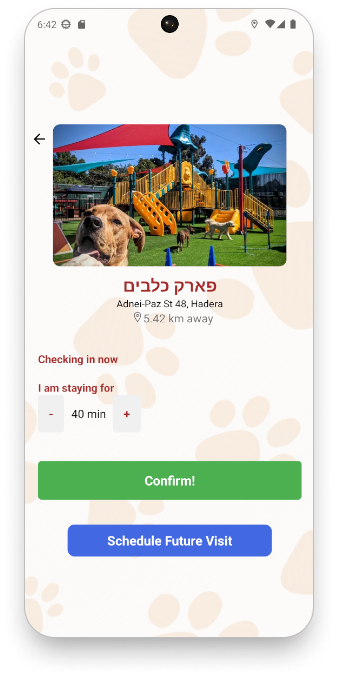 6:42
פארק כלבים
Adnei-Paz St 48, Hadera
5.42 km away
Checking in now
I am staying for
- 40 min +
Confirm!
Schedule Future Visit